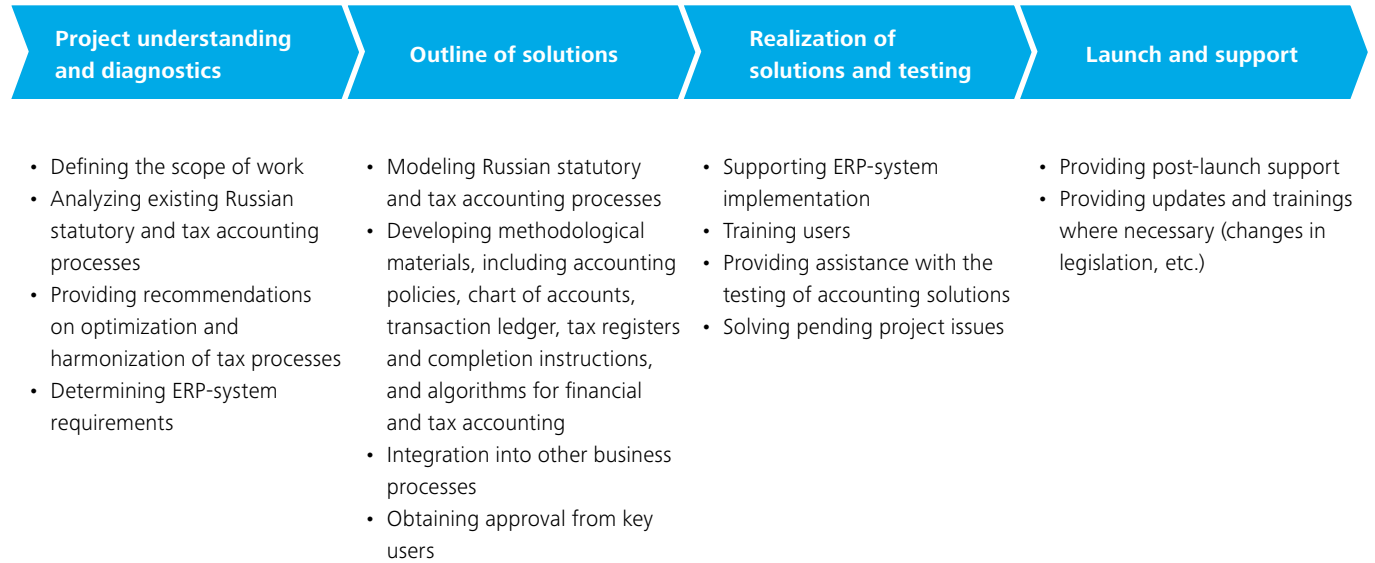 Project understanding
and diagnostics
Outline of solutions
Realization of
solutions and testing
Launch and support
• Defining the scope of work
• Analyzing existing Russian
statutory and tax accounting
processes
• Providing recommendations
on optimization and
harmonization of tax processes
• Determining ERP-system
requirements
• Modeling Russian statutory
and tax accounting processes
• Developing methodological
materials, including accounting
policies, chart of accounts,
transaction ledger, tax registers
and completion instructions,
and algorithms for financial
and tax accounting
• Integration into other business
processes
• Obtaining approval from key
users
• Supporting ERP-system
implementation
• Training users
• Providing assistance with the
testing of accounting solutions
• Solving pending project issues
• Providing post-launch support
• Providing updates and trainings
where necessary (changes in
legislation, etc.)